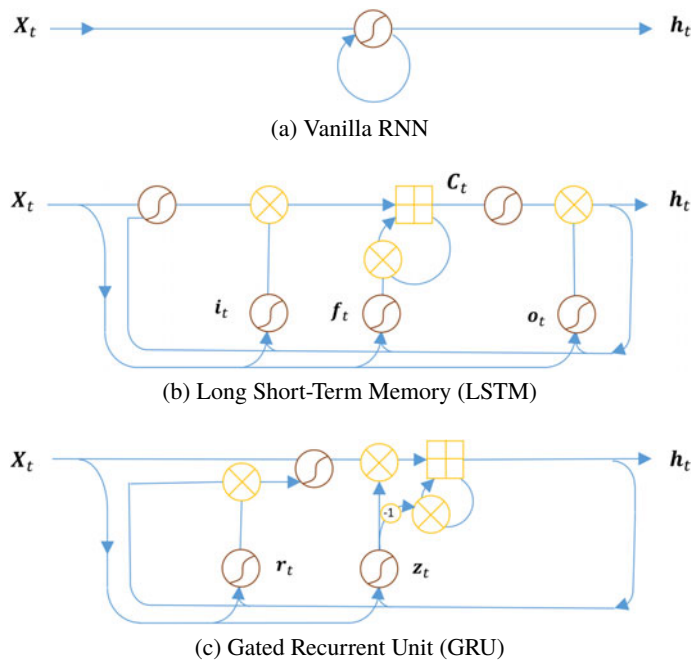 X_t h_t
(a) Vanilla RNN
X_t C_t h_t
i_t f_t o_t
(b) Long Short-Term Memory (LSTM)
X_t h_t
-1
r_t z_t
(c) Gated Recurrent Unit (GRU)